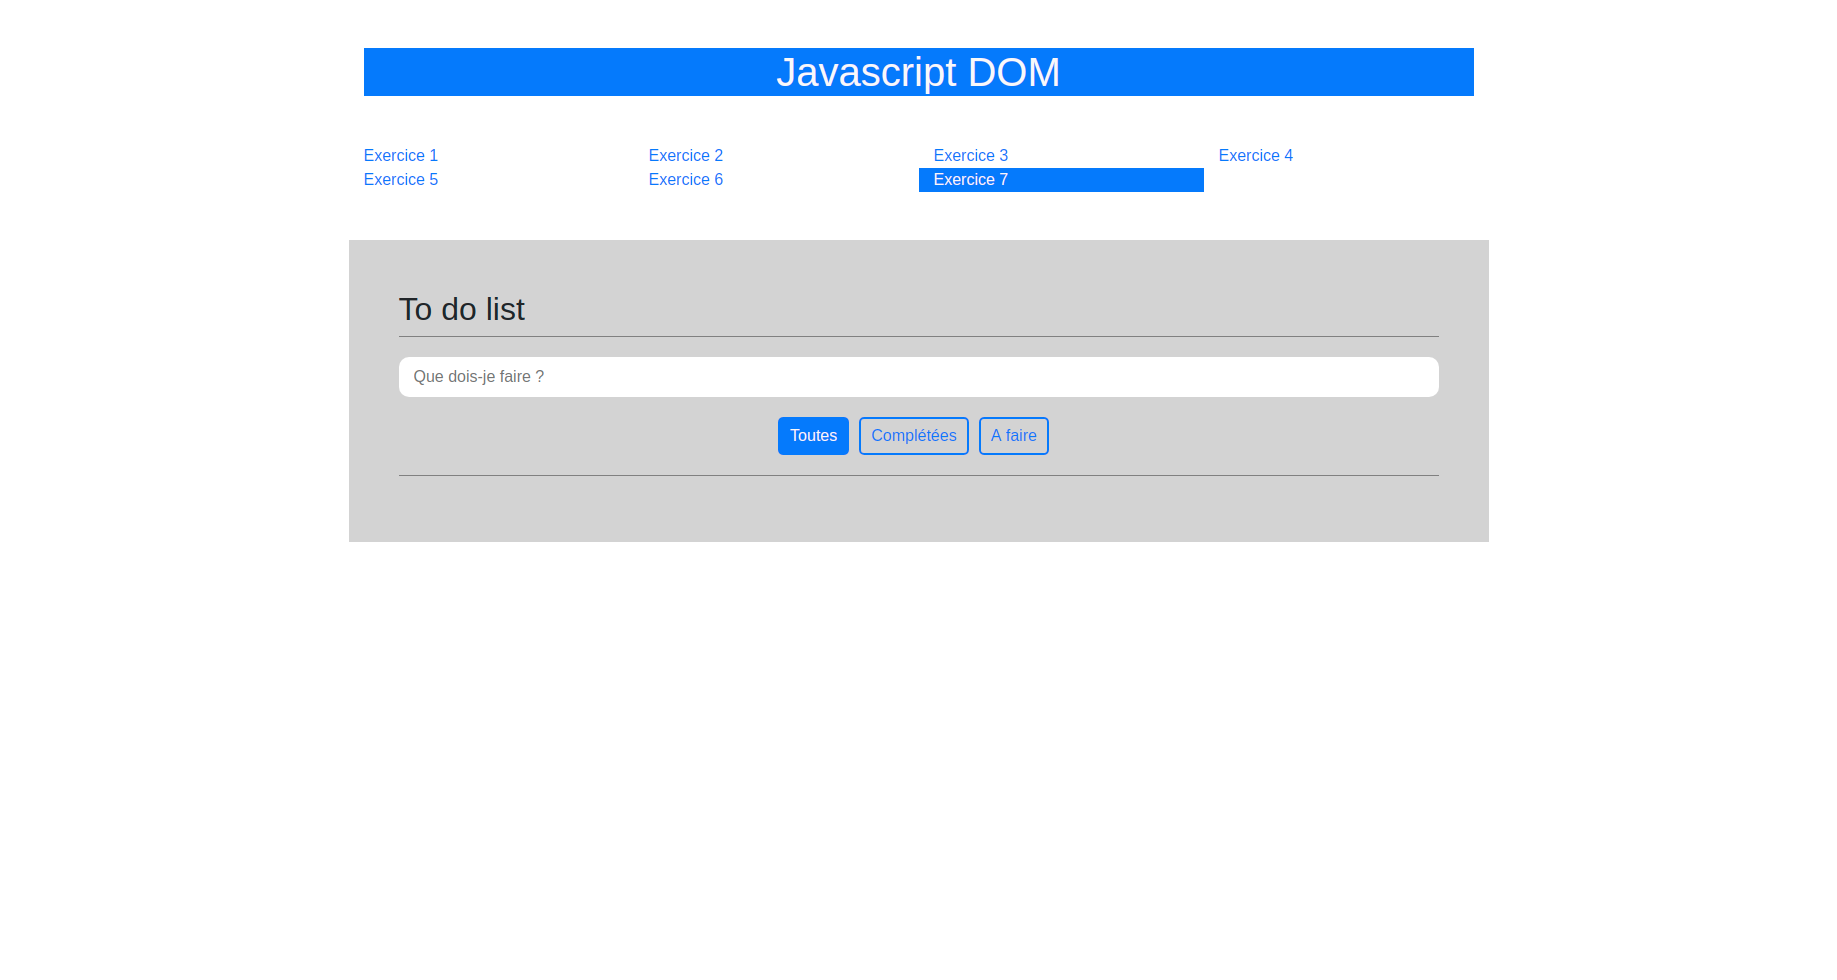 Javascript DOM
Exercice 1 Exercice 2 Exercice 3 Exercice 4
Exercice 5 Exercice 6 Exercice 7
To do list
Que dois-je faire ?
Toutes Complétées A faire